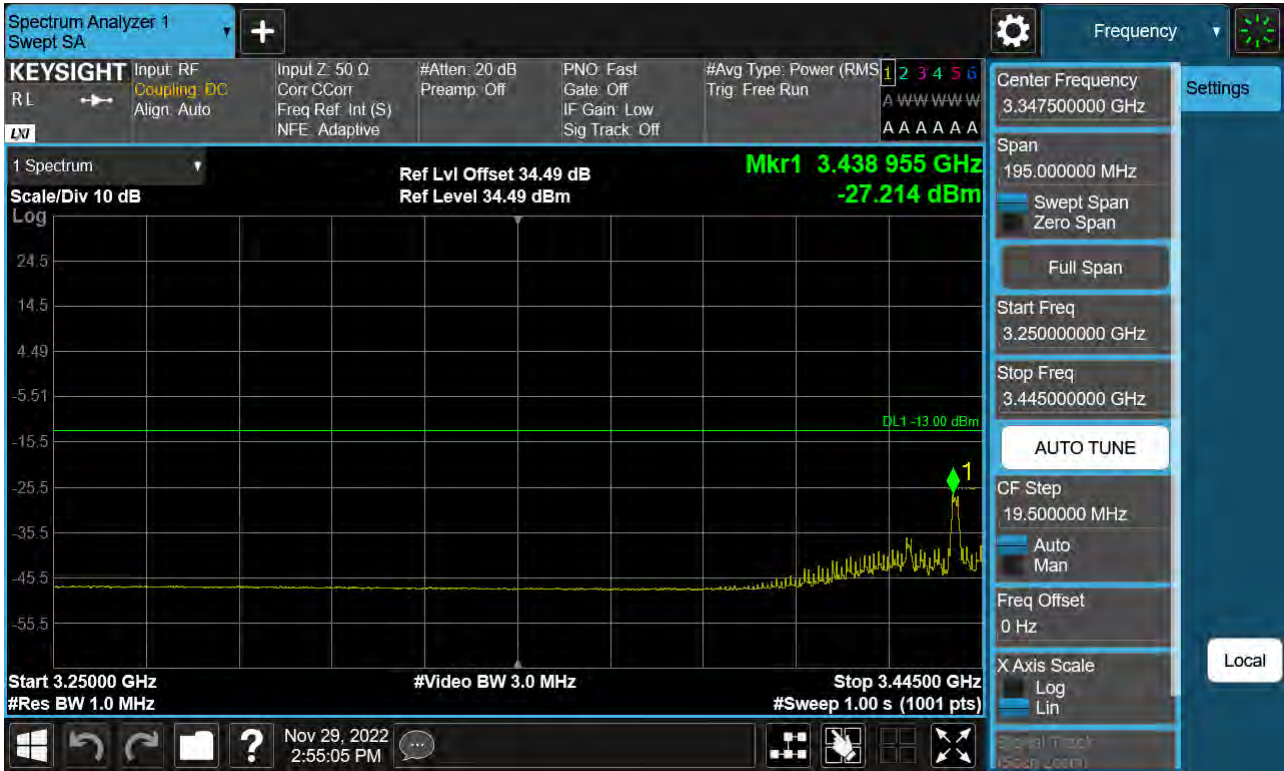 Spectrum Analyzer 1
Swept SA
Frequency
KEYSIGHT
RL
LXI
Input: RF
Coupling: DC
Align: Auto
Input Z: 50 Ω
Corr CCorr
Freq Ref: Int (S)
NFE: Adaptive
#Atten: 20 dB
Preamp: Off
PNO: Fast
Gate: Off
IF Gain: Low
Sig Track: Off
#Avg Type: Power (RMS
Trig: Free Run
1 2 3 4 5 6
A W W W W W
A A A A A A
1 Spectrum
Scale/Div 10 dB
Log
Ref Lvl Offset 34.49 dB
Ref Level 34.49 dBm
Mkr1 3.438 955 GHz
-27.214 dBm
24.5
14.5
4.49
-5.51
-15.5
-25.5
-35.5
-45.5
-55.5
DL1 -13.00 dBm
1
Start 3.25000 GHz
#Res BW 1.0 MHz
#Video BW 3.0 MHz
Stop 3.44500 GHz
#Sweep 1.00 s (1001 pts)
Nov 29, 2022
2:55:05 PM
Center Frequency
3.347500000 GHz
Span
195.000000 MHz
Swept Span
Zero Span
Full Span
Start Freq
3.250000000 GHz
Stop Freq
3.445000000 GHz
AUTO TUNE
CF Step
19.500000 MHz
Auto
Man
Freq Offset
0 Hz
X Axis Scale
Log
Lin
Signal Track
(Span Zoom)
Settings
Local